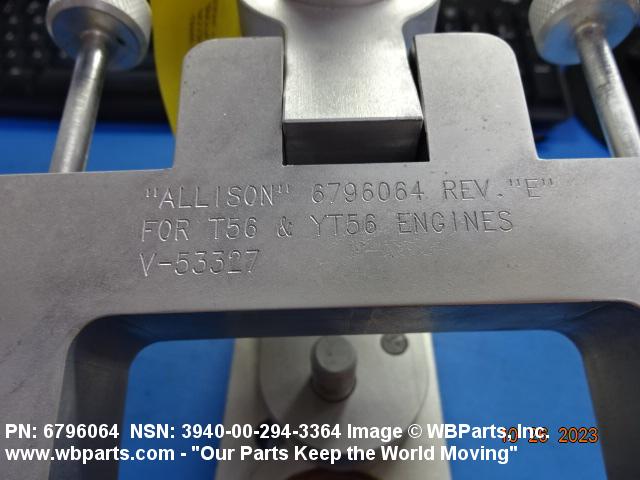 "ALLISON" 6796064 REV."E"
FOR T56 & YT56 ENGINES
V-53327
PN: 6796064 NSN: 3940-00-294-3364 Image © WBParts, Inc.
10 26 2023
www.wbparts.com - "Our Parts Keep the World Moving"